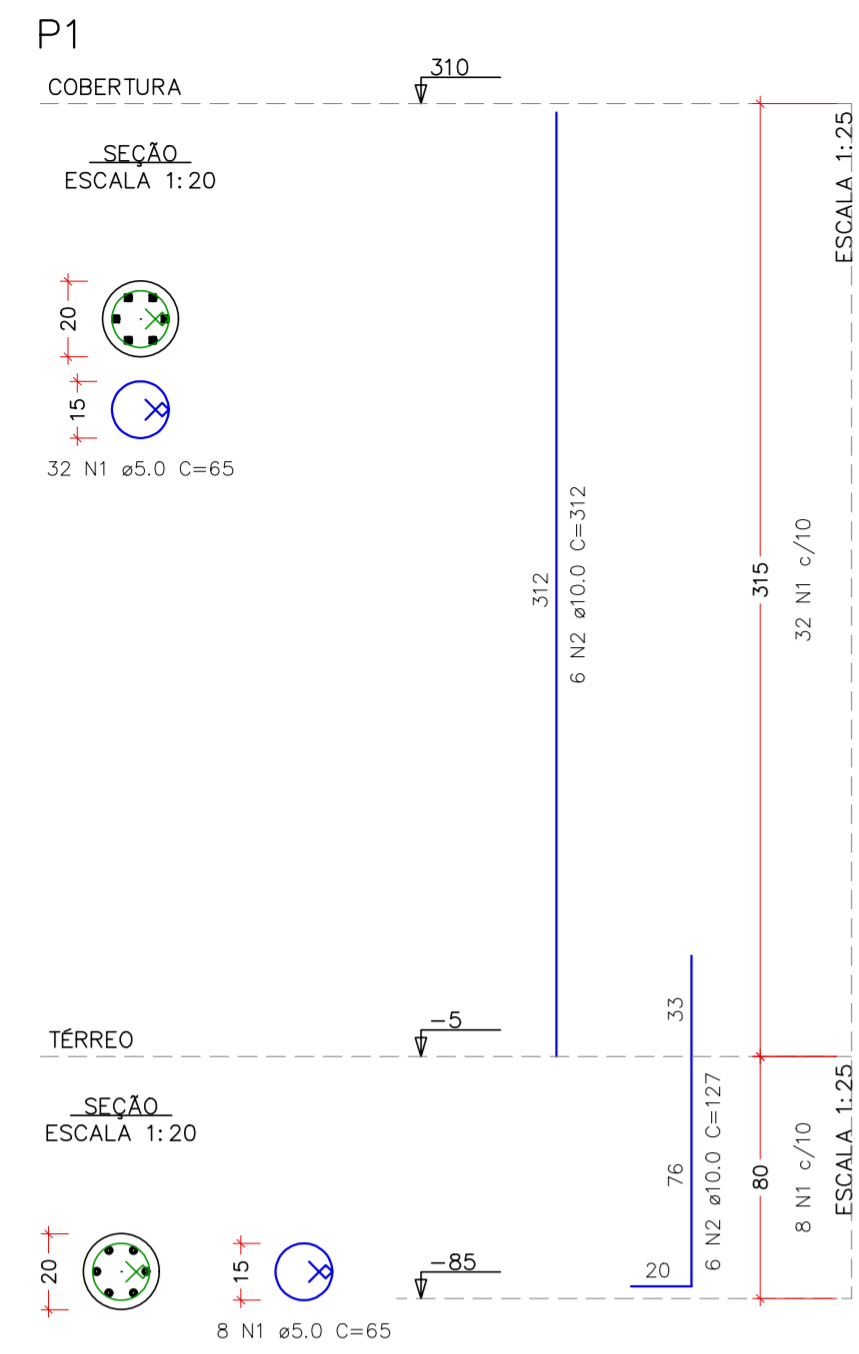 P1
COBERTURA
310
SEÇÃO
ESCALA 1:20
ESCALA 1:25
20
15
32 N1 ø5.0 C=65
312
6 N2 ø10.0 C=312
315
32 N1 c/10
TÉRREO
-5
33
SEÇÃO
ESCALA 1:20
76
6 N2 ø10.0 C=127
80
8 N1 c/10
ESCALA 1:25
20
15
-85
20
8 N1 ø5.0 C=65